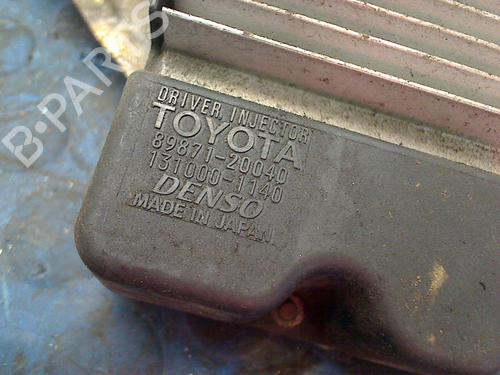 B-PARTS
DRIVER, INJECTOR
TOYOTA
89871-20040
131000-1140
DENSO
MADE IN JAPAN